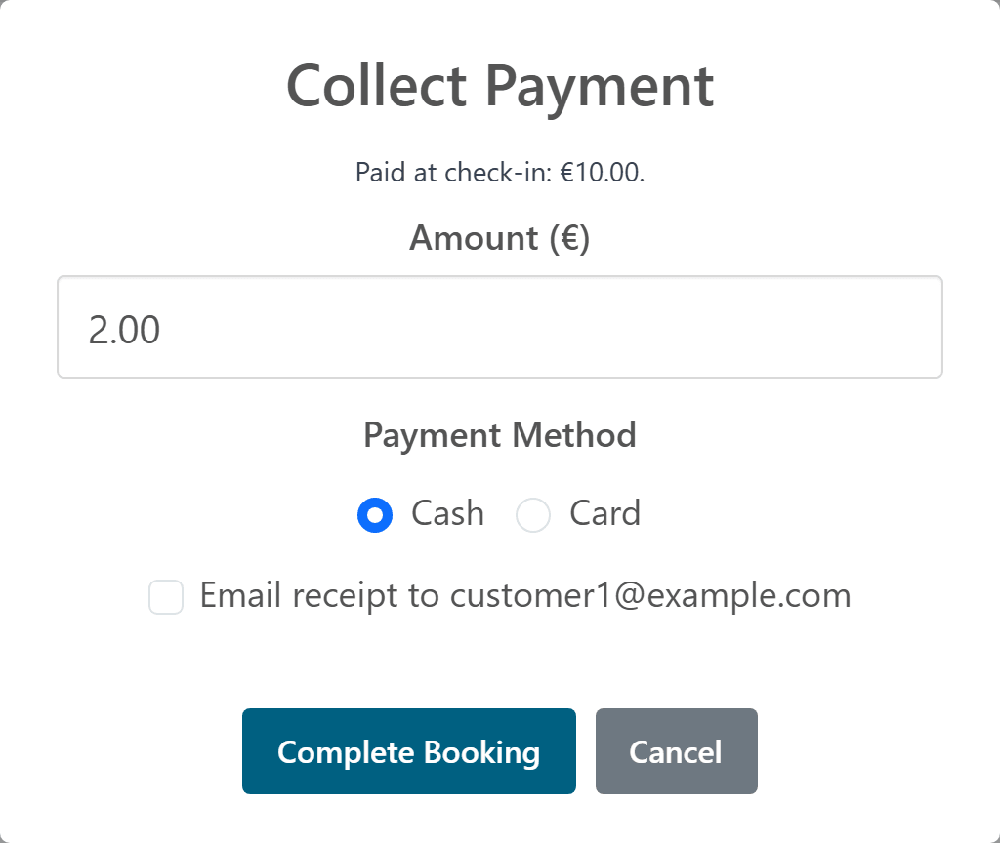 Collect Payment
Paid at check-in: €10.00.
Amount (€)
2.00
Payment Method
Cash Card
Email receipt to customer1@example.com
Complete Booking Cancel